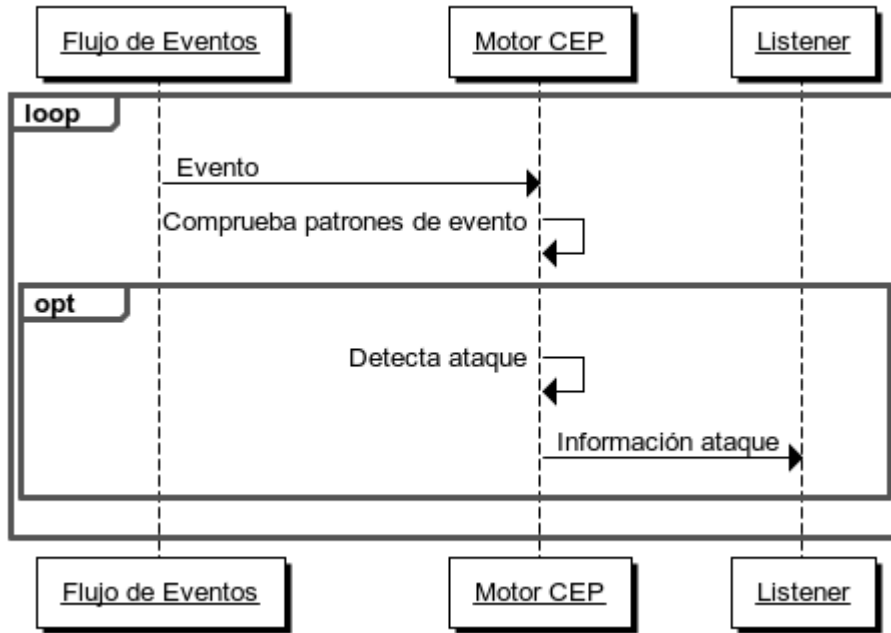 Flujo de Eventos
Motor CEP
Listener
loop
Evento
Comprueba patrones de evento
opt
Detecta ataque
Información ataque
Flujo de Eventos
Motor CEP
Listener